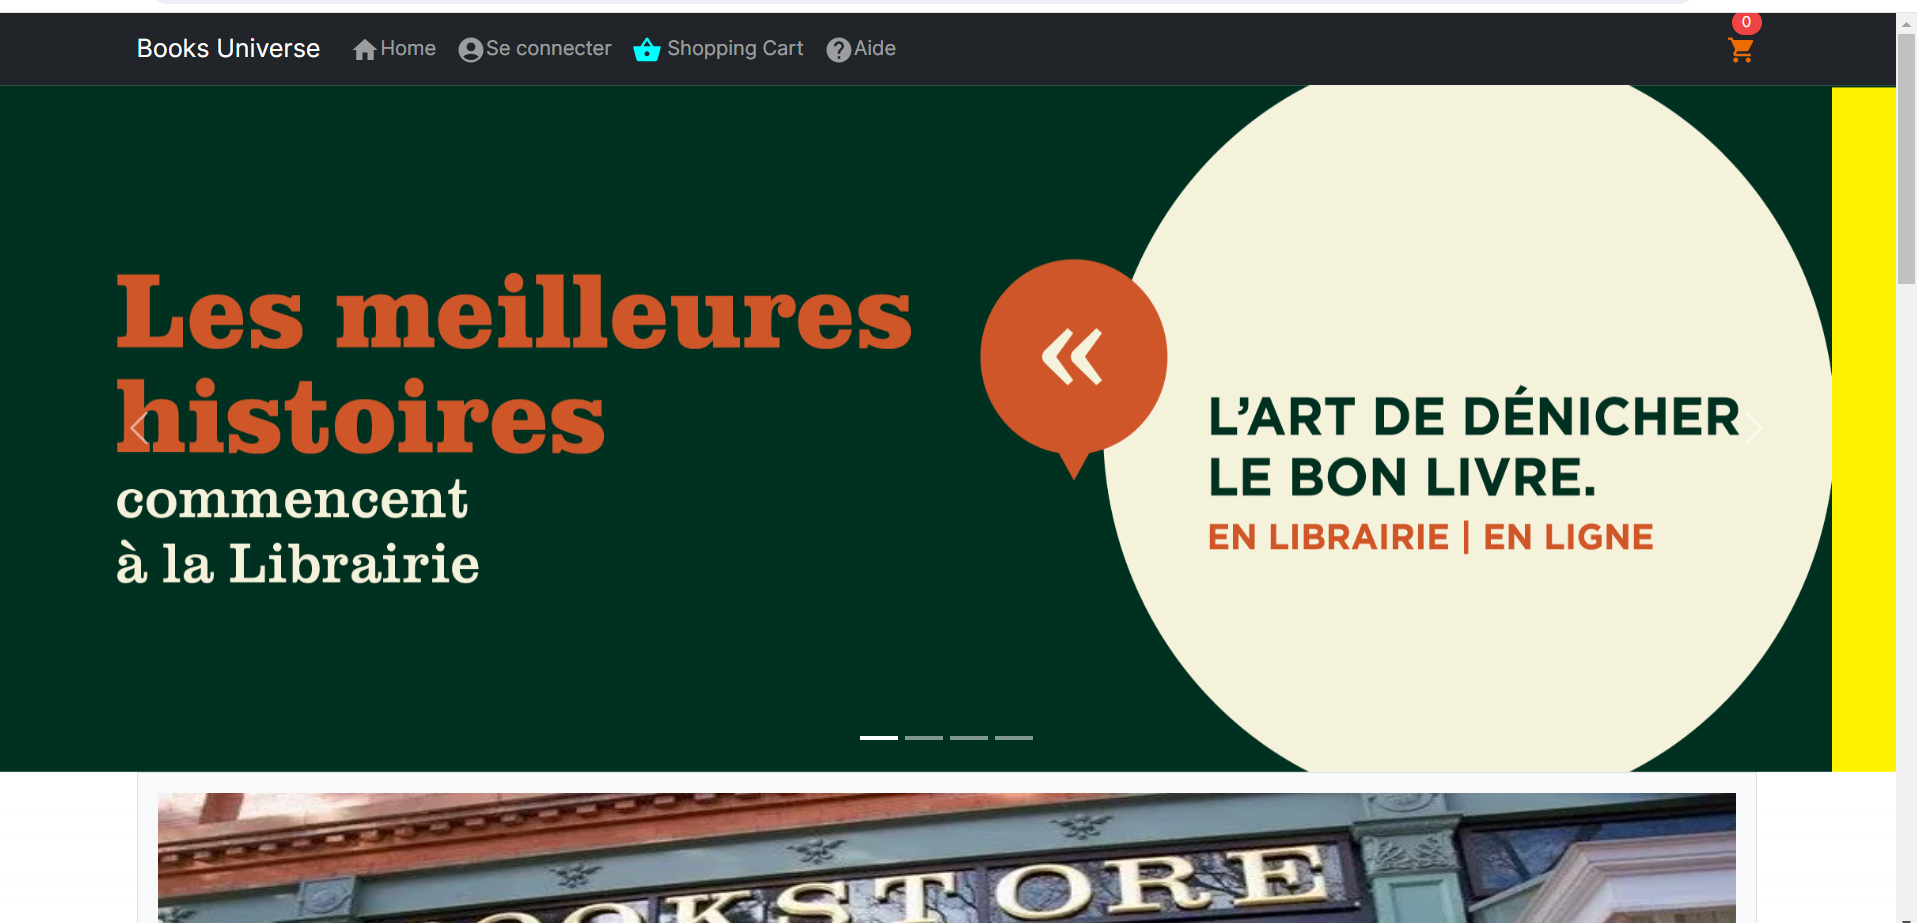 Books Universe Home Se connecter Shopping Cart Aide 0
Les meilleures
histoires
commencent
à la Librairie
«
L'ART DE DÉNICHER
LE BON LIVRE.
EN LIBRAIRIE | EN LIGNE
OOKSTORE